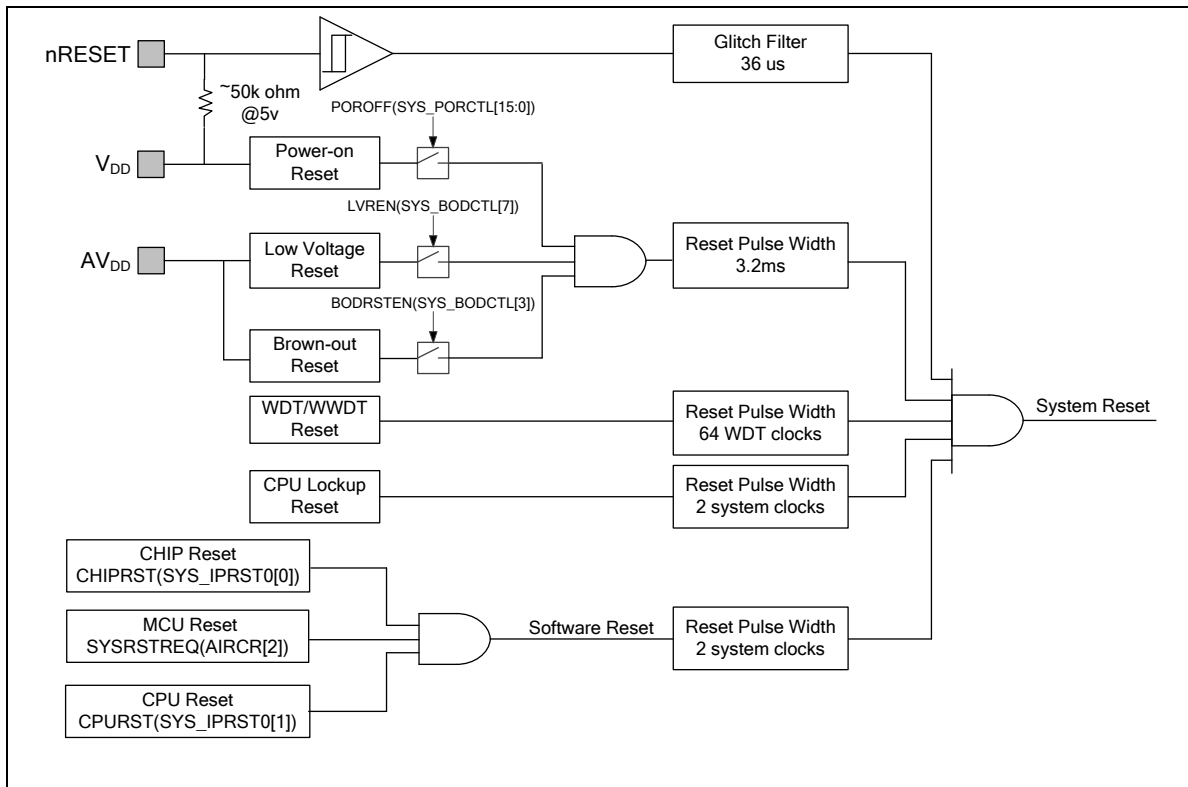 nRESET
Glitch Filter
36 us
~50k ohm
@5v
POROFF(SYS_PORCTL[15:0])
VDD
Power-on
Reset
LVREN(SYS_BODCTL[7])
AVDD
Low Voltage
Reset
Reset Pulse Width
3.2ms
BODRSTEN(SYS_BODCTL[3])
Brown-out
Reset
WDT/WWDT
Reset
Reset Pulse Width
64 WDT clocks
System Reset
CPU Lockup
Reset
Reset Pulse Width
2 system clocks
CHIP Reset
CHIPRST(SYS_IPRST0[0])
MCU Reset
SYSRSTREQ(AIRCR[2])
Software Reset
Reset Pulse Width
2 system clocks
CPU Reset
CPURST(SYS_IPRST0[1])